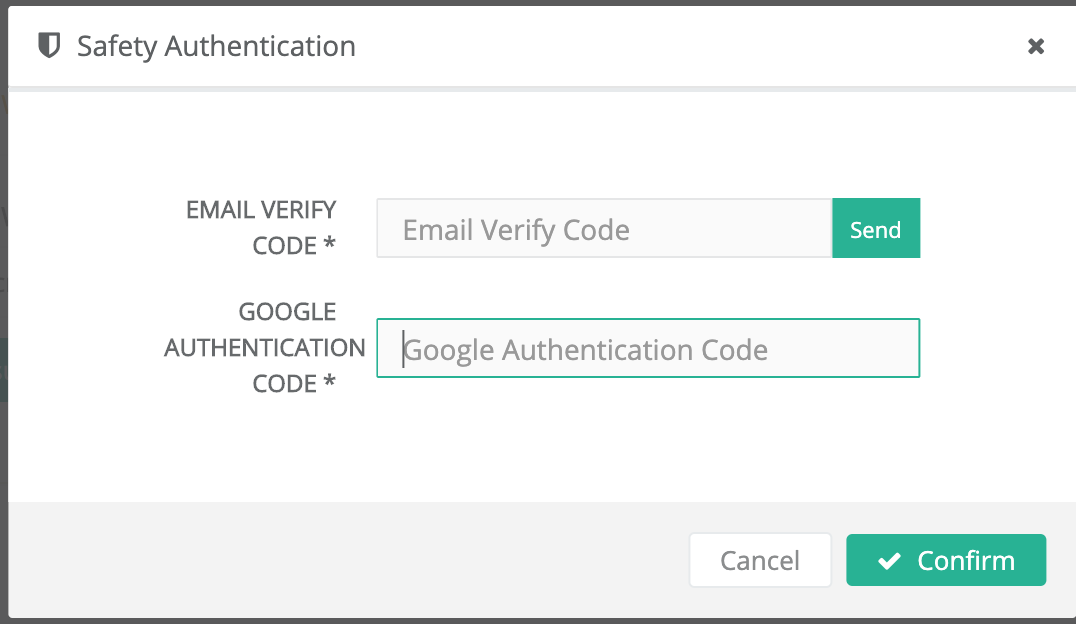 Safety Authentication
EMAIL VERIFY
CODE *
Email Verify Code
Send
GOOGLE
AUTHENTICATION
CODE *
Google Authentication Code
Cancel
Confirm